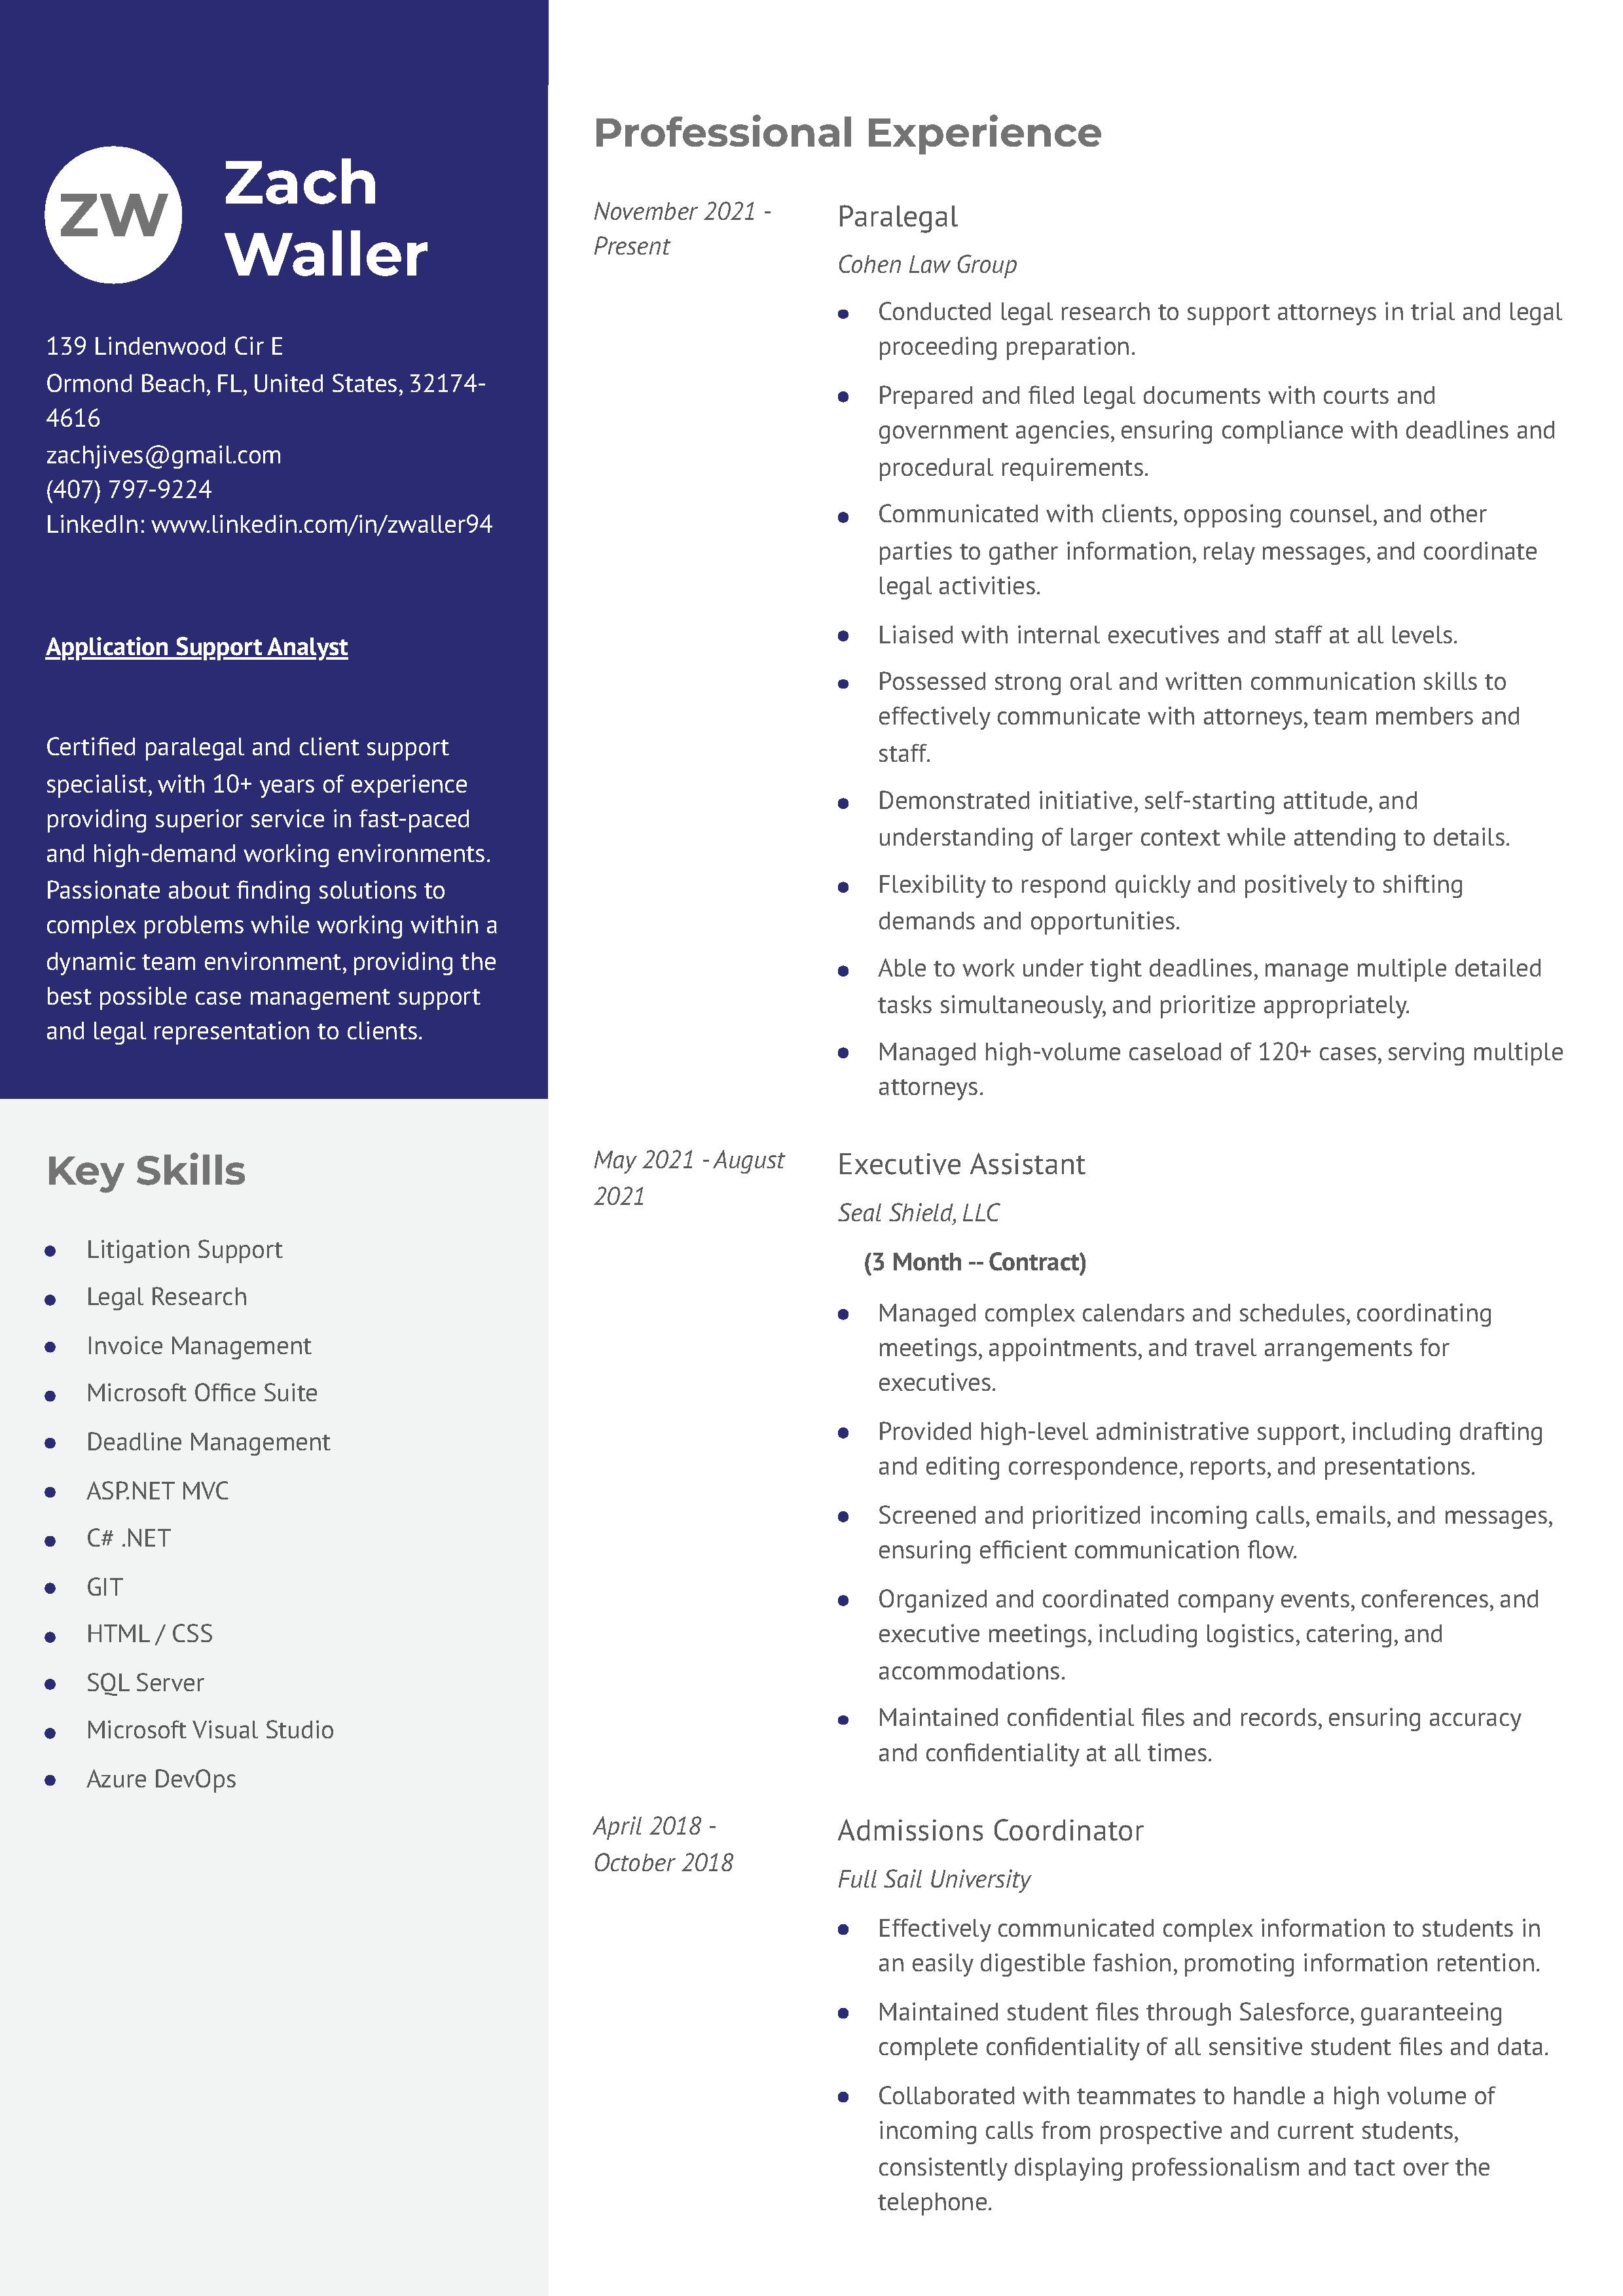 ZW
Zach
Waller
139 Lindenwood Cir E
Ormond Beach, FL, United States, 32174-
4616
zachjives@gmail.com
(407) 797-9224
LinkedIn: www.linkedin.com/in/zwaller94
Application Support Analyst
Certified paralegal and client support
specialist, with 10+ years of experience
providing superior service in fast-paced
and high-demand working environments.
Passionate about finding solutions to
complex problems while working within a
dynamic team environment, providing the
best possible case management support
and legal representation to clients.
Key Skills
• Litigation Support
• Legal Research
• Invoice Management
• Microsoft Office Suite
• Deadline Management
• ASP.NET MVC
• C# .NET
• GIT
• HTML / CSS
• SQL Server
• Microsoft Visual Studio
• Azure DevOps
Professional Experience
November 2021 -
Present
Paralegal
Cohen Law Group
• Conducted legal research to support attorneys in trial and legal
proceeding preparation.
• Prepared and filed legal documents with courts and
government agencies, ensuring compliance with deadlines and
procedural requirements.
• Communicated with clients, opposing counsel, and other
parties to gather information, relay messages, and coordinate
legal activities.
• Liaised with internal executives and staff at all levels.
• Possessed strong oral and written communication skills to
effectively communicate with attorneys, team members and
staff.
• Demonstrated initiative, self-starting attitude, and
understanding of larger context while attending to details.
• Flexibility to respond quickly and positively to shifting
demands and opportunities.
• Able to work under tight deadlines, manage multiple detailed
tasks simultaneously, and prioritize appropriately.
• Managed high-volume caseload of 120+ cases, serving multiple
attorneys.
May 2021 - August
2021
Executive Assistant
Seal Shield, LLC
(3 Month -- Contract)
• Managed complex calendars and schedules, coordinating
meetings, appointments, and travel arrangements for
executives.
• Provided high-level administrative support, including drafting
and editing correspondence, reports, and presentations.
• Screened and prioritized incoming calls, emails, and messages,
ensuring efficient communication flow.
• Organized and coordinated company events, conferences, and
executive meetings, including logistics, catering, and
accommodations.
• Maintained confidential files and records, ensuring accuracy
and confidentiality at all times.
April 2018 -
October 2018
Admissions Coordinator
Full Sail University
• Effectively communicated complex information to students in
an easily digestible fashion, promoting information retention.
• Maintained student files through Salesforce, guaranteeing
complete confidentiality of all sensitive student files and data.
• Collaborated with teammates to handle a high volume of
incoming calls from prospective and current students,
consistently displaying professionalism and tact over the
telephone.